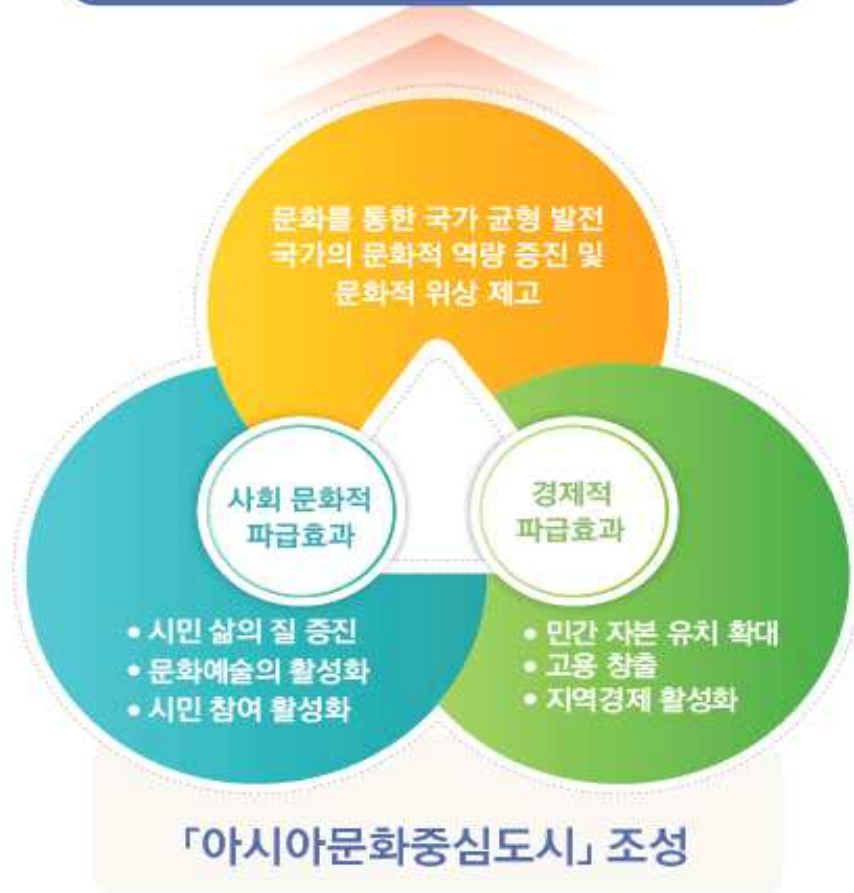 문화를 통한 국가 균형 발전
국가의 문화적 역량 증진 및
문화적 위상 제고
사회 문화적
파급효과
• 시민 삶의 질 증진
• 문화예술의 활성화
• 시민 참여 활성화
경제적
파급효과
• 민간 자본 유치 확대
• 고용 창출
• 지역경제 활성화
「아시아문화중심도시」 조성